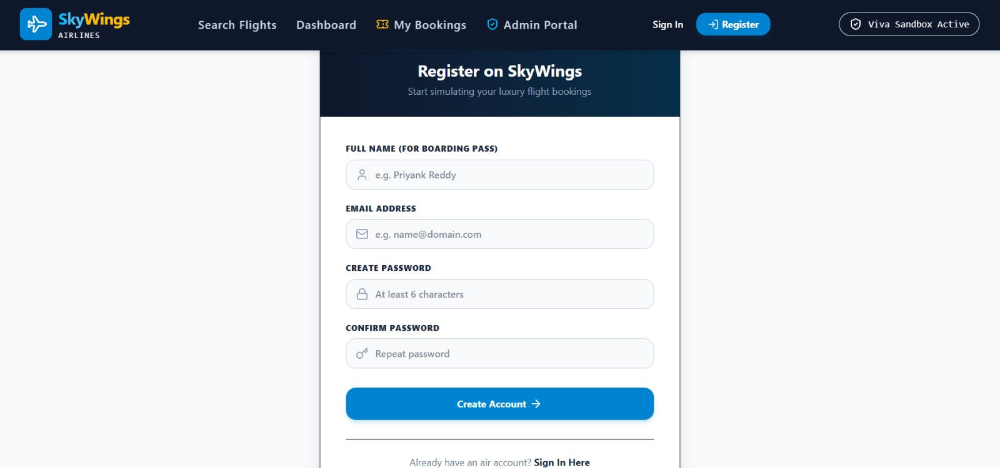 SkyWings
AIRLINES
Search Flights
Dashboard
My Bookings
Admin Portal
Sign In
Register
Viva Sandbox Active
Register on SkyWings
Start simulating your luxury flight bookings
FULL NAME (FOR BOARDING PASS)
e.g. Priyank Reddy
EMAIL ADDRESS
e.g. name@domain.com
CREATE PASSWORD
At least 6 characters
CONFIRM PASSWORD
Repeat password
Create Account
Already have an air account? Sign In Here